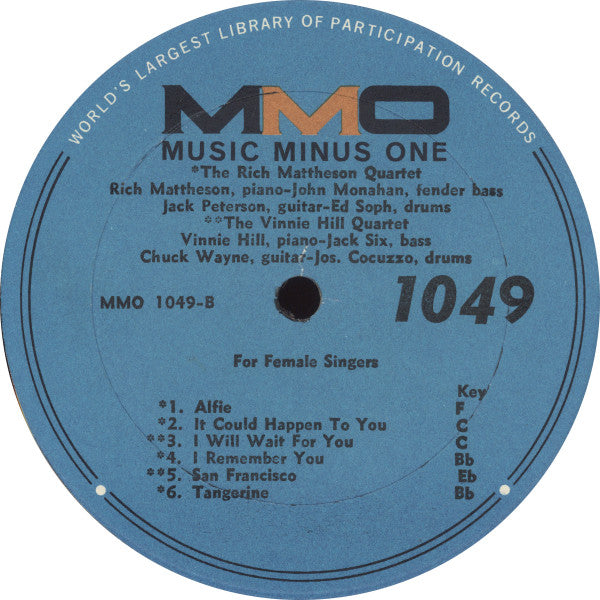 WORLD'S LARGEST LIBRARY OF PARTICIPATION RECORDS
MMO
MUSIC MINUS ONE
*The Rich Mattheson Quartet
Rich Mattheson, piano-John Monahan, fender bass
Jack Peterson, guitar-Ed Soph, drums
**The Vinnie Hill Quartet
Vinnie Hill, piano-Jack Six, bass
Chuck Wayne, guitar-Jos. Cocuzzo, drums
MMO 1049-B 1049
For Female Singers
Key
*1. Alfie F
*2. It Could Happen To You C
**3. I Will Wait For You C
*4. I Remember You Bb
**5. San Francisco Eb
*6. Tangerine Bb